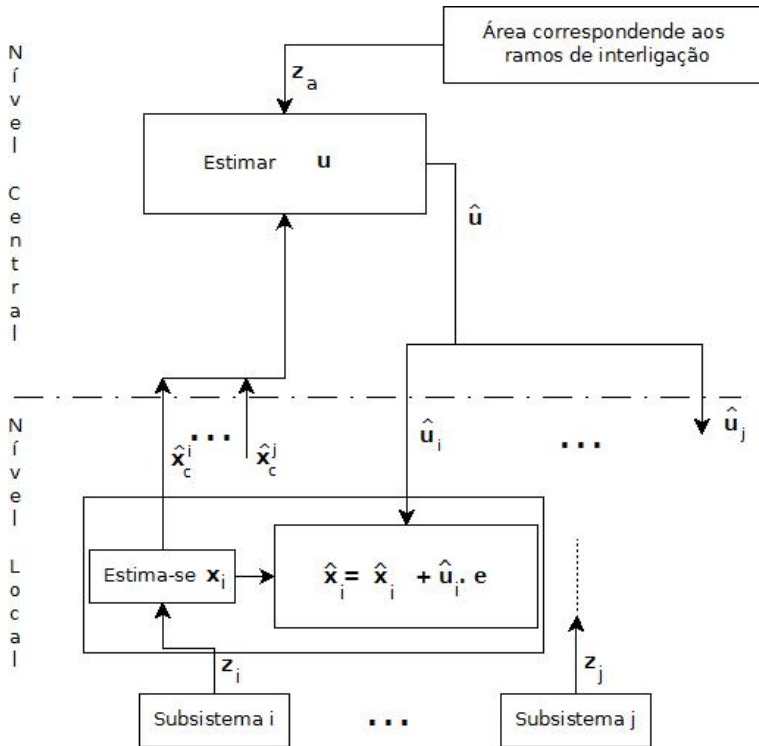 Nível Central
Área correspondende aos
ramos de interligação
z_a
Estimar u
û
x̂_c^i
...
x̂_c^j
û_i
...
û_j
Nível Local
Estima-se x_i
x̂_i = x̂_i + û_i . e
z_i
z_j
Subsistema i
...
Subsistema j